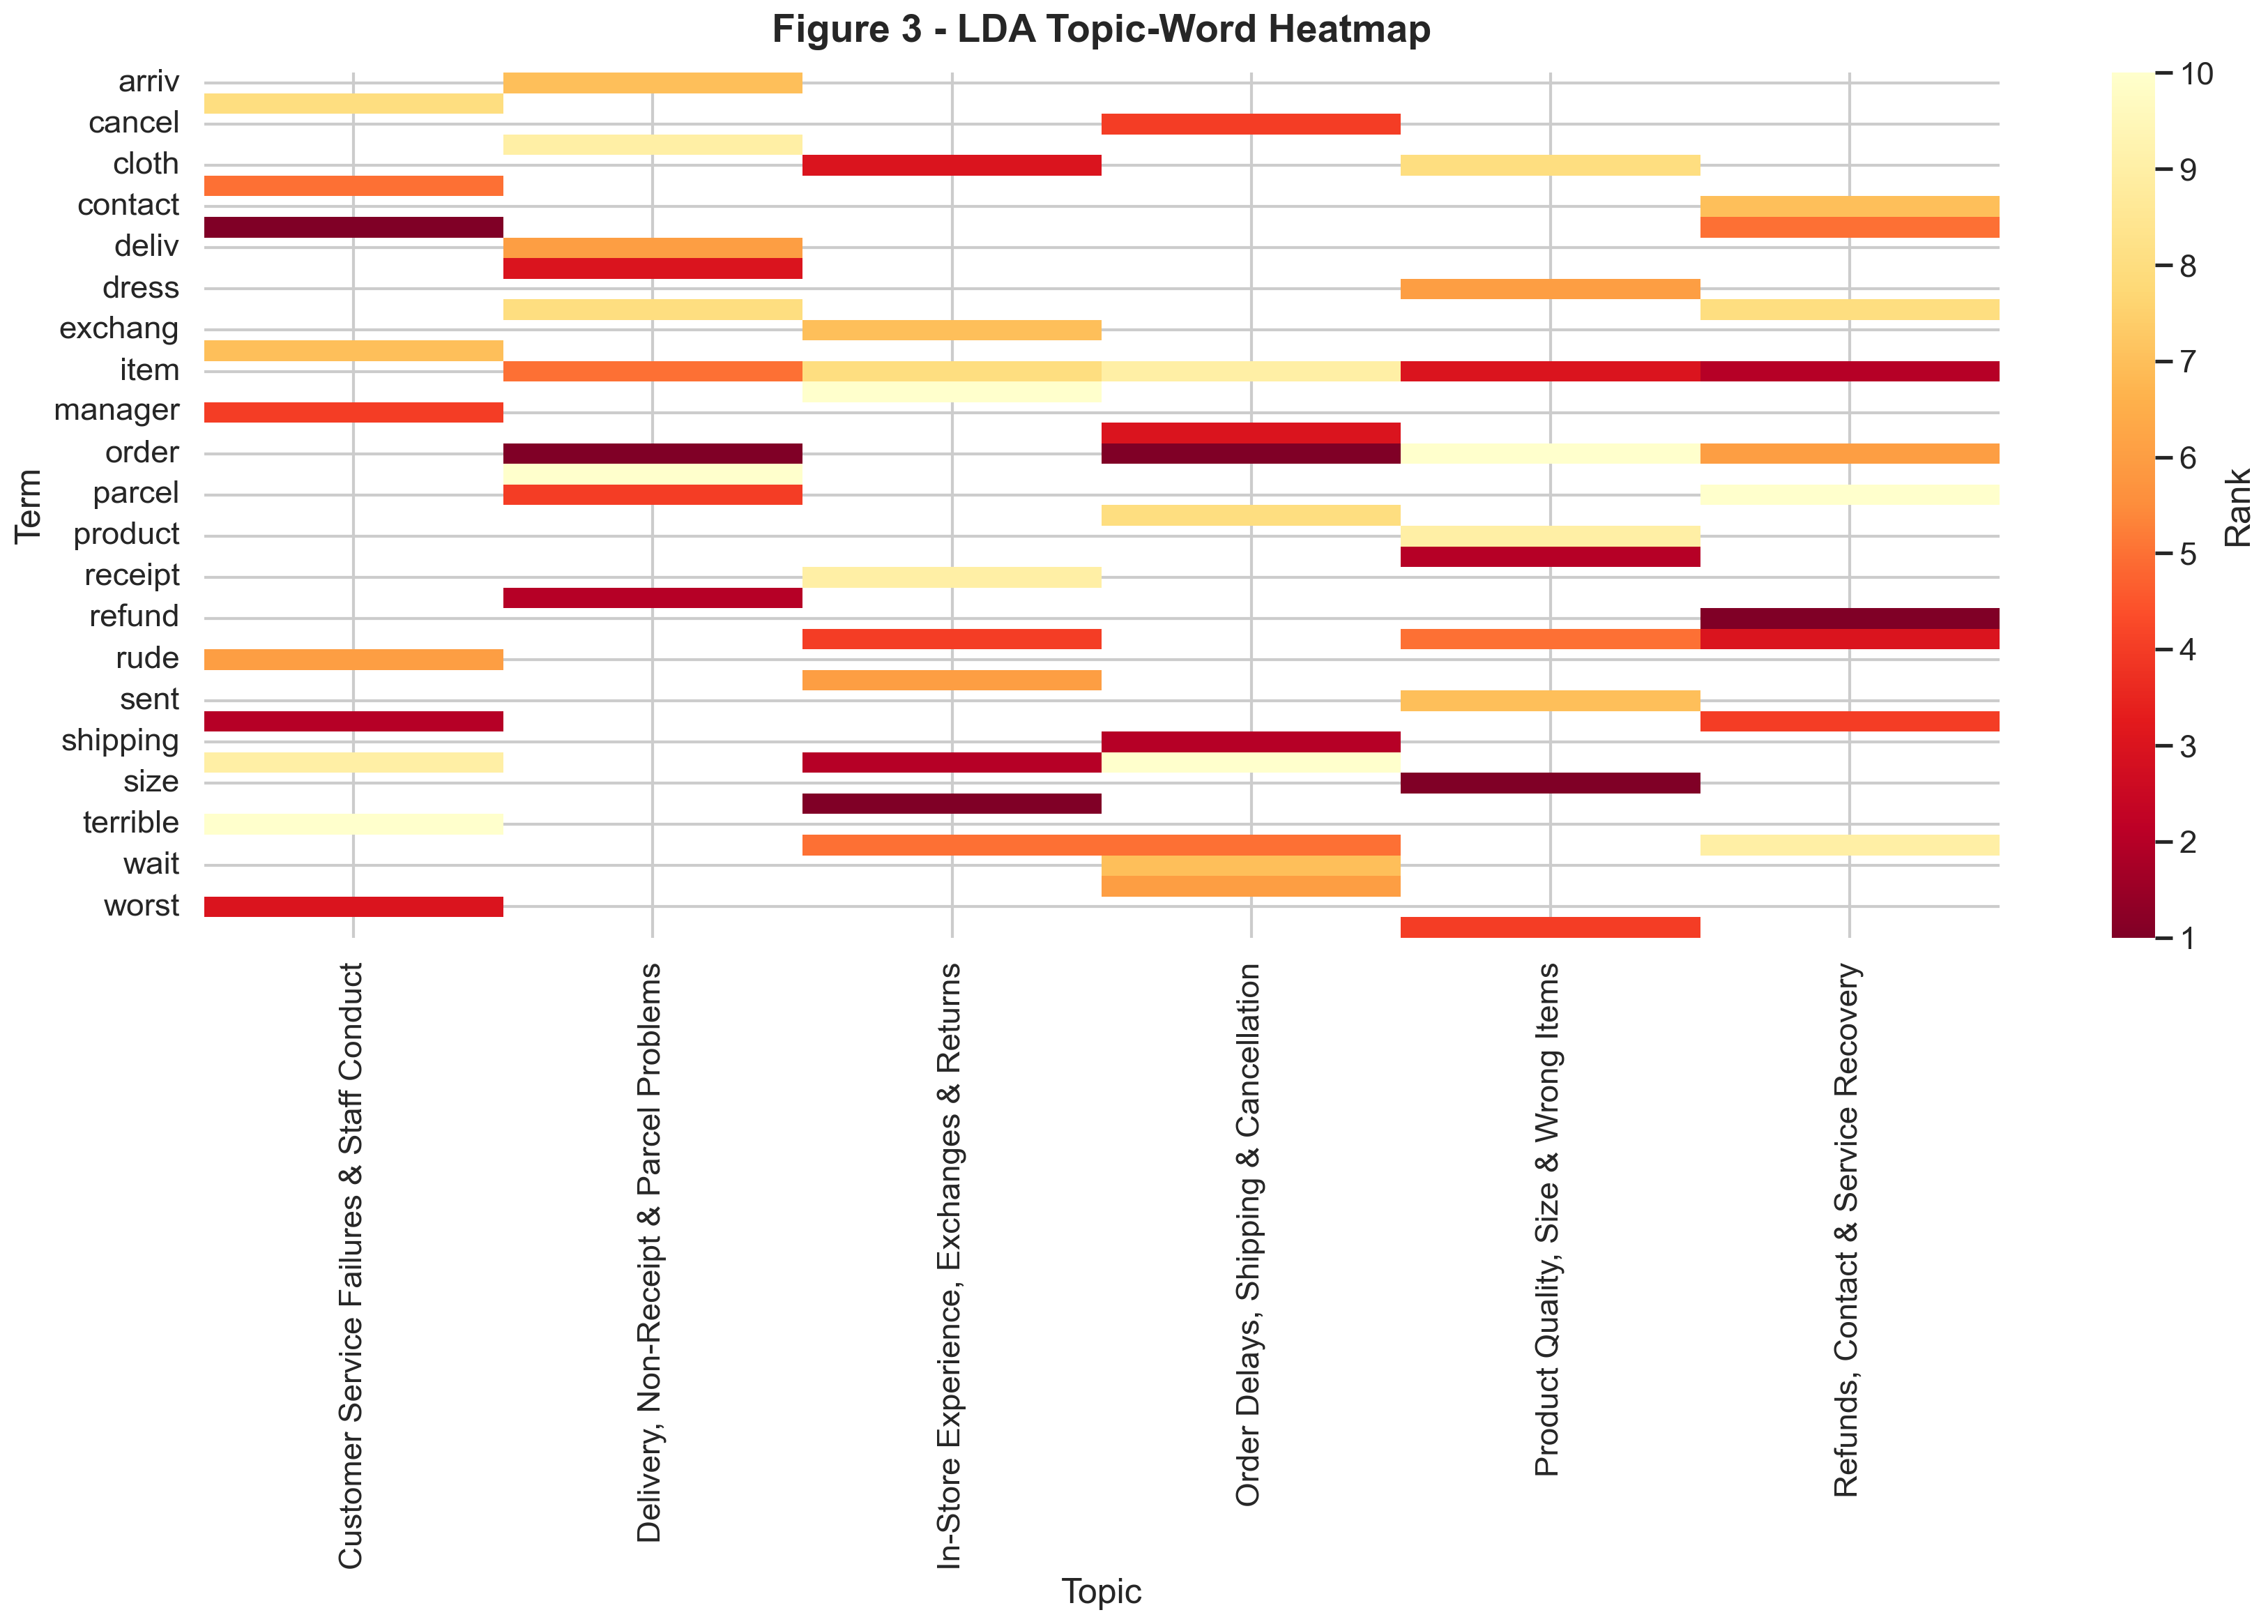 Figure 3 - LDA Topic-Word Heatmap
Term
arriv
cancel
cloth
contact
deliv
dress
exchang
item
manager
order
parcel
product
receipt
refund
rude
sent
shipping
size
terrible
wait
worst
Customer Service Failures & Staff Conduct
Delivery, Non-Receipt & Parcel Problems
In-Store Experience, Exchanges & Returns
Order Delays, Shipping & Cancellation
Product Quality, Size & Wrong Items
Refunds, Contact & Service Recovery
Topic
10
9
8
7
6
5
4
3
2
1
Rank